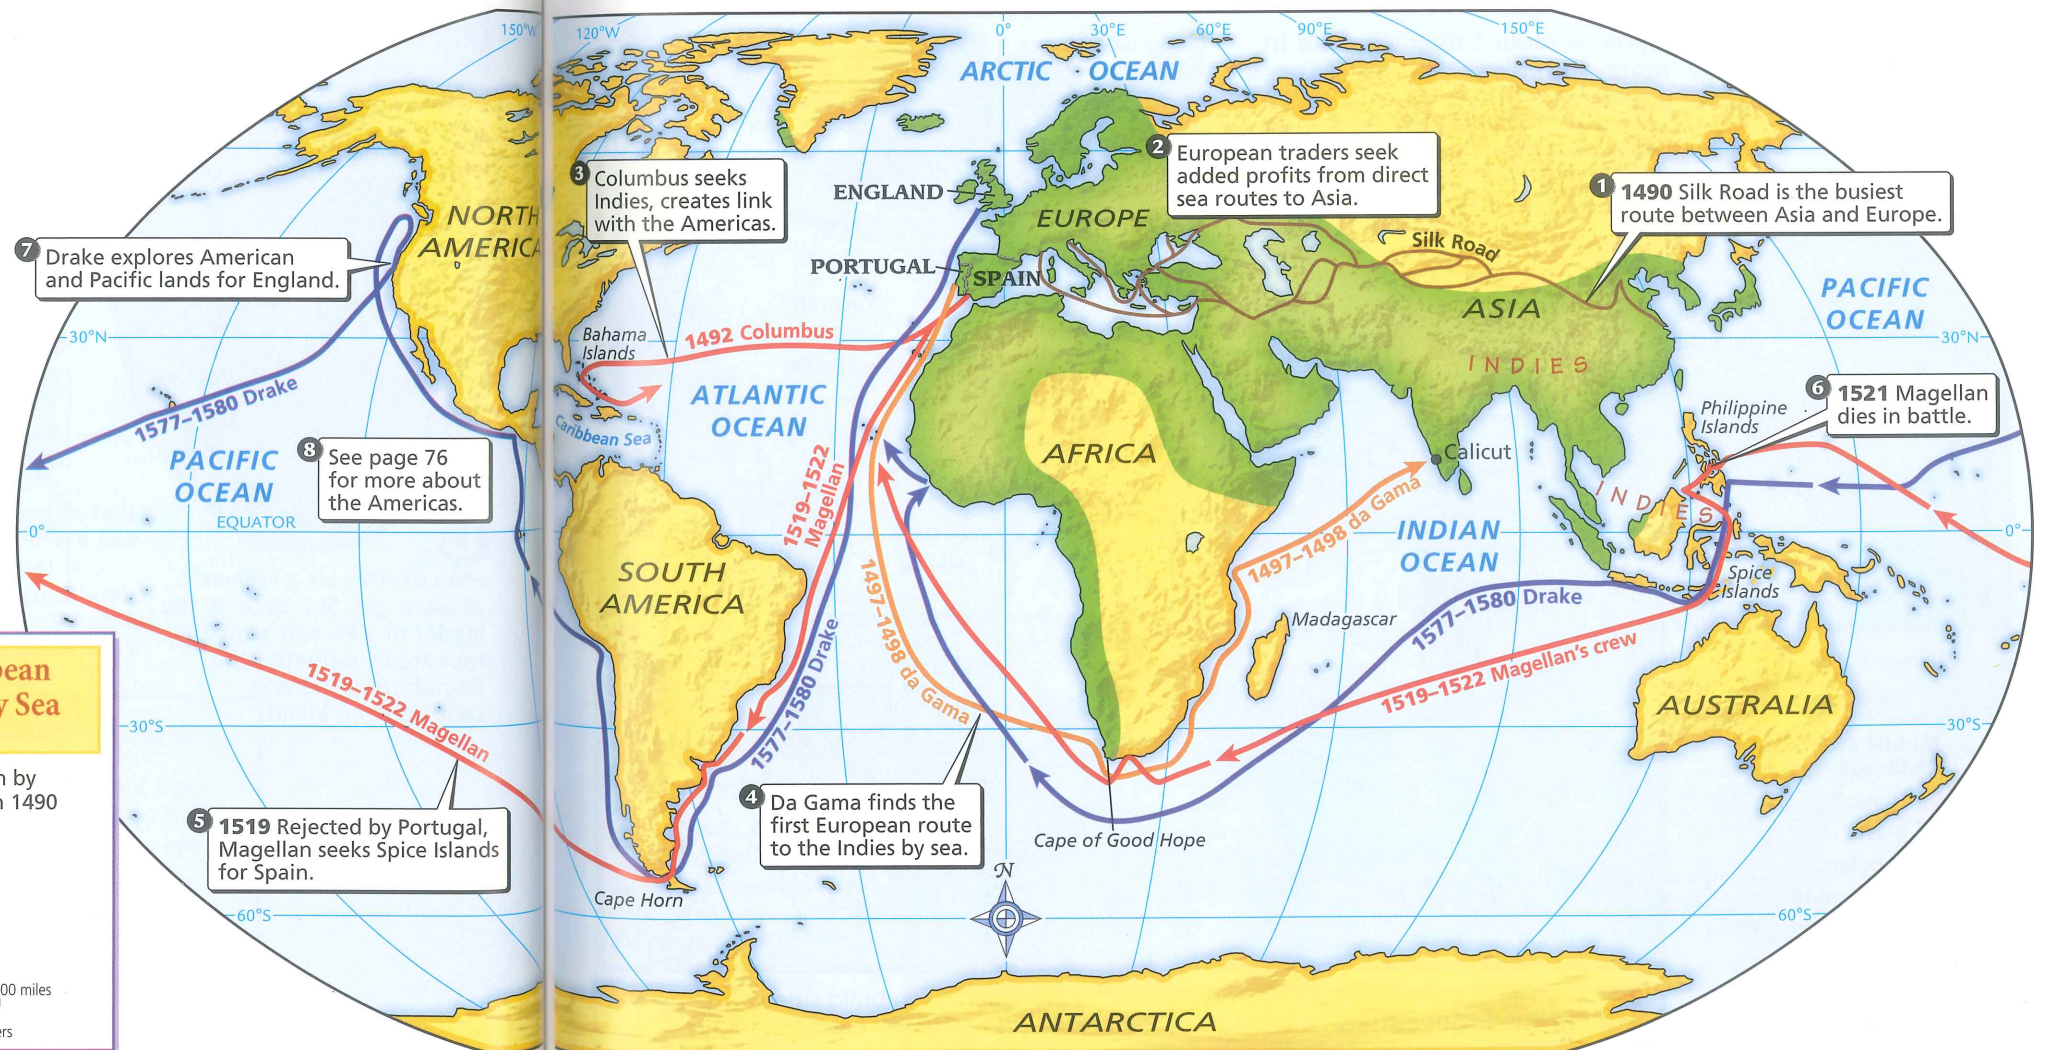 150°W
120°W
0°
30°E
60°E
90°E
150°E
ARCTIC OCEAN
2 European traders seek
added profits from direct
sea routes to Asia.
1 1490 Silk Road is the busiest
route between Asia and Europe.
3 Columbus seeks
Indies, creates link
with the Americas.
ENGLAND
EUROPE
NORTH
AMERICA
Silk Road
7 Drake explores American
and Pacific lands for England.
PORTUGAL
SPAIN
ASIA
PACIFIC
OCEAN
30°N
Bahama
Islands
1492 Columbus
30°N
INDIES
1577–1580 Drake
ATLANTIC
OCEAN
6 1521 Magellan
dies in battle.
Philippine
Islands
Caribbean Sea
8 See page 76
for more about
the Americas.
PACIFIC
OCEAN
EQUATOR
AFRICA
Calicut
1519–1522
Magellan
INDIES
0°
0°
1497–1498 da Gama
INDIAN
OCEAN
SOUTH
AMERICA
1497–1498 da Gama
Spice
Islands
Madagascar
1577–1580 Drake
1577–1580 Drake
1519–1522 Magellan's crew
1519–1522 Magellan
AUSTRALIA
30°S
30°S
ean
y Sea
n by
n 1490
00 miles
ers
5 1519 Rejected by Portugal,
Magellan seeks Spice Islands
for Spain.
4 Da Gama finds the
first European route
to the Indies by sea.
Cape of Good Hope
Cape Horn
N
60°S
60°S
ANTARCTICA